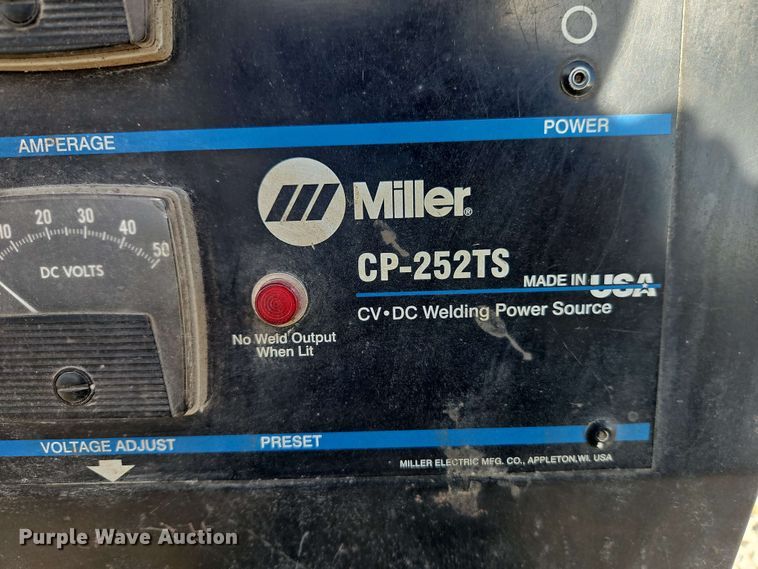 POWER
AMPERAGE
Miller®
10 20 30 40 50
DC VOLTS
CP-252TS
MADE IN USA
CV•DC Welding Power Source
No Weld Output
When Lit
VOLTAGE ADJUST
PRESET
MILLER ELECTRIC MFG. CO., APPLETON, WI. USA
Purple Wave Auction